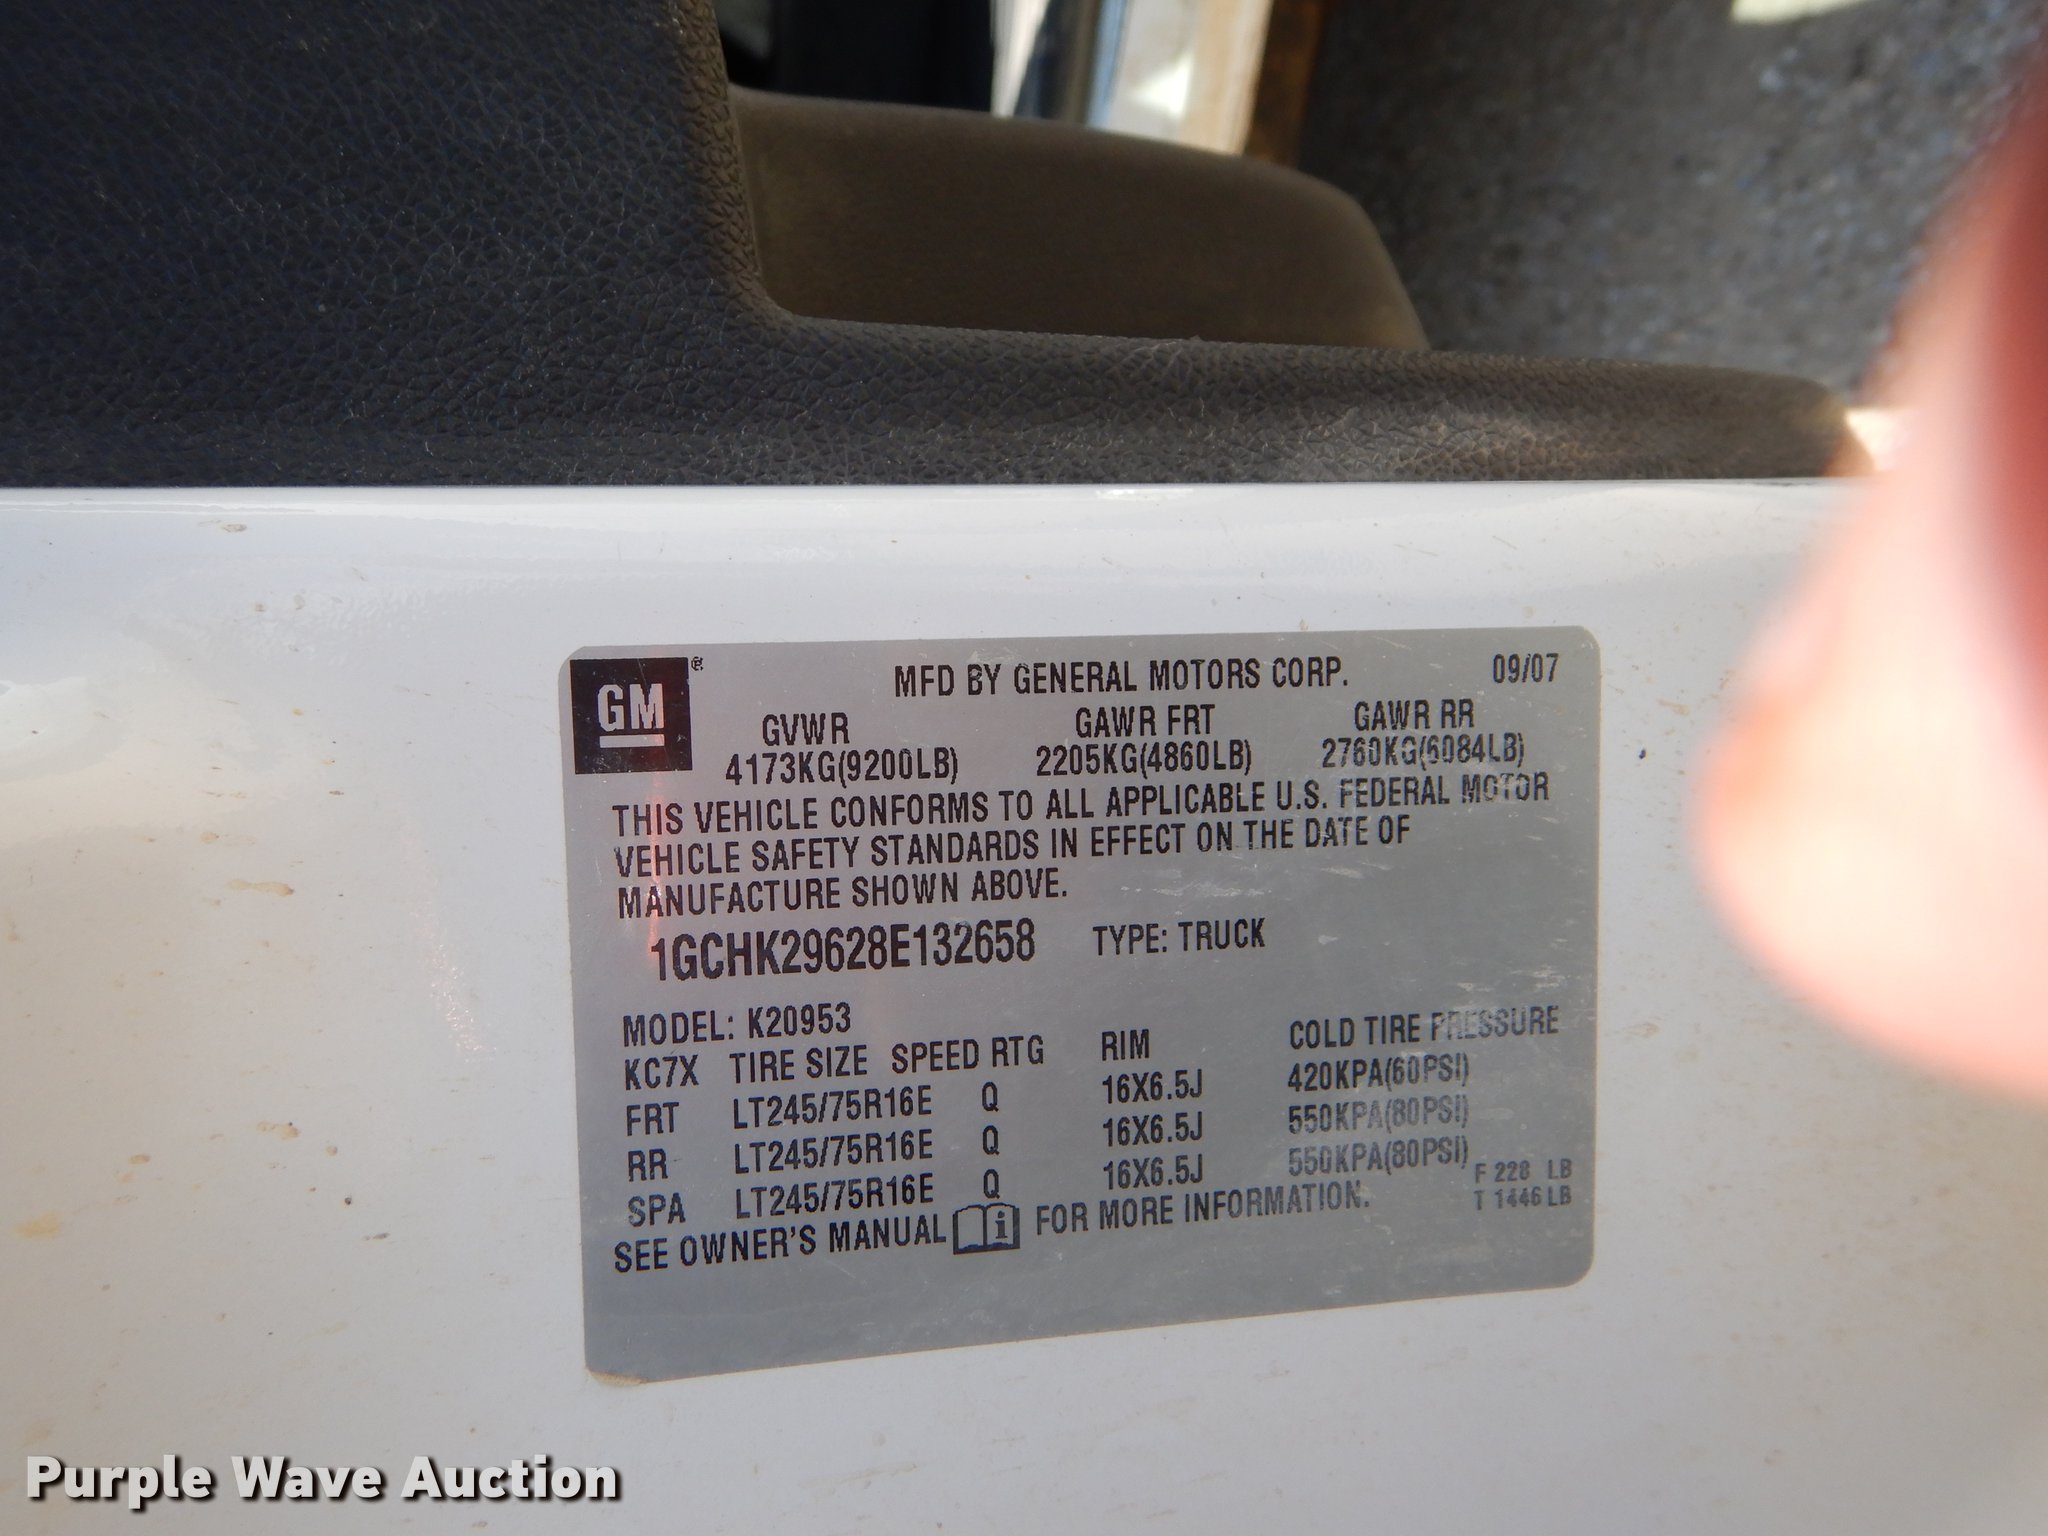 GM
MFD BY GENERAL MOTORS CORP. 09/07
GVWR GAWR FRT GAWR RR
4173KG(9200LB) 2205KG(4860LB) 2760KG(6084LB)
THIS VEHICLE CONFORMS TO ALL APPLICABLE U.S. FEDERAL MOTOR
VEHICLE SAFETY STANDARDS IN EFFECT ON THE DATE OF
MANUFACTURE SHOWN ABOVE.
1GCHK29628E132658 TYPE: TRUCK
MODEL: K20953
KC7X TIRE SIZE SPEED RTG RIM COLD TIRE PRESSURE
FRT LT245/75R16E Q 16X6.5J 420KPA(60PSI)
RR LT245/75R16E Q 16X6.5J 550KPA(80PSI)
SPA LT245/75R16E Q 16X6.5J 550KPA(80PSI)
SEE OWNER'S MANUAL i FOR MORE INFORMATION.
F 228 LB
T 1446LB
Purple Wave Auction